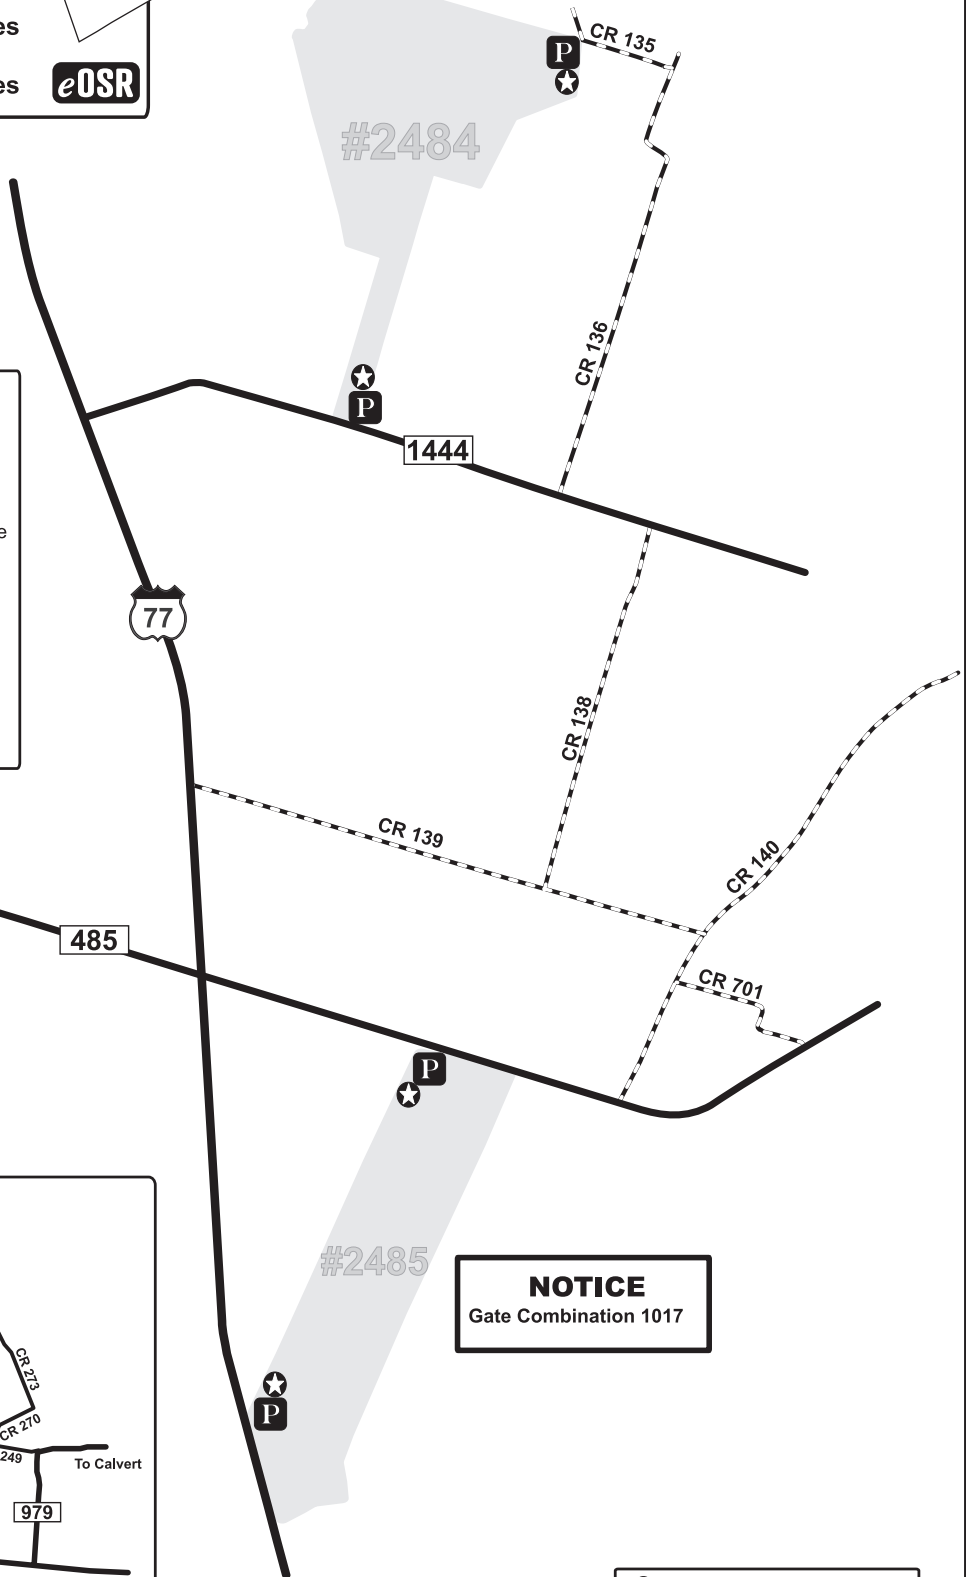 es
CR 135
P
es
eOSR
#2484
CR 136
P
1444
e
77
CR 138
CR 139
CR 140
485
CR 701
P
#2485
NOTICE
Gate Combination 1017
CR 273
P
CR 270
249
To Calvert
979